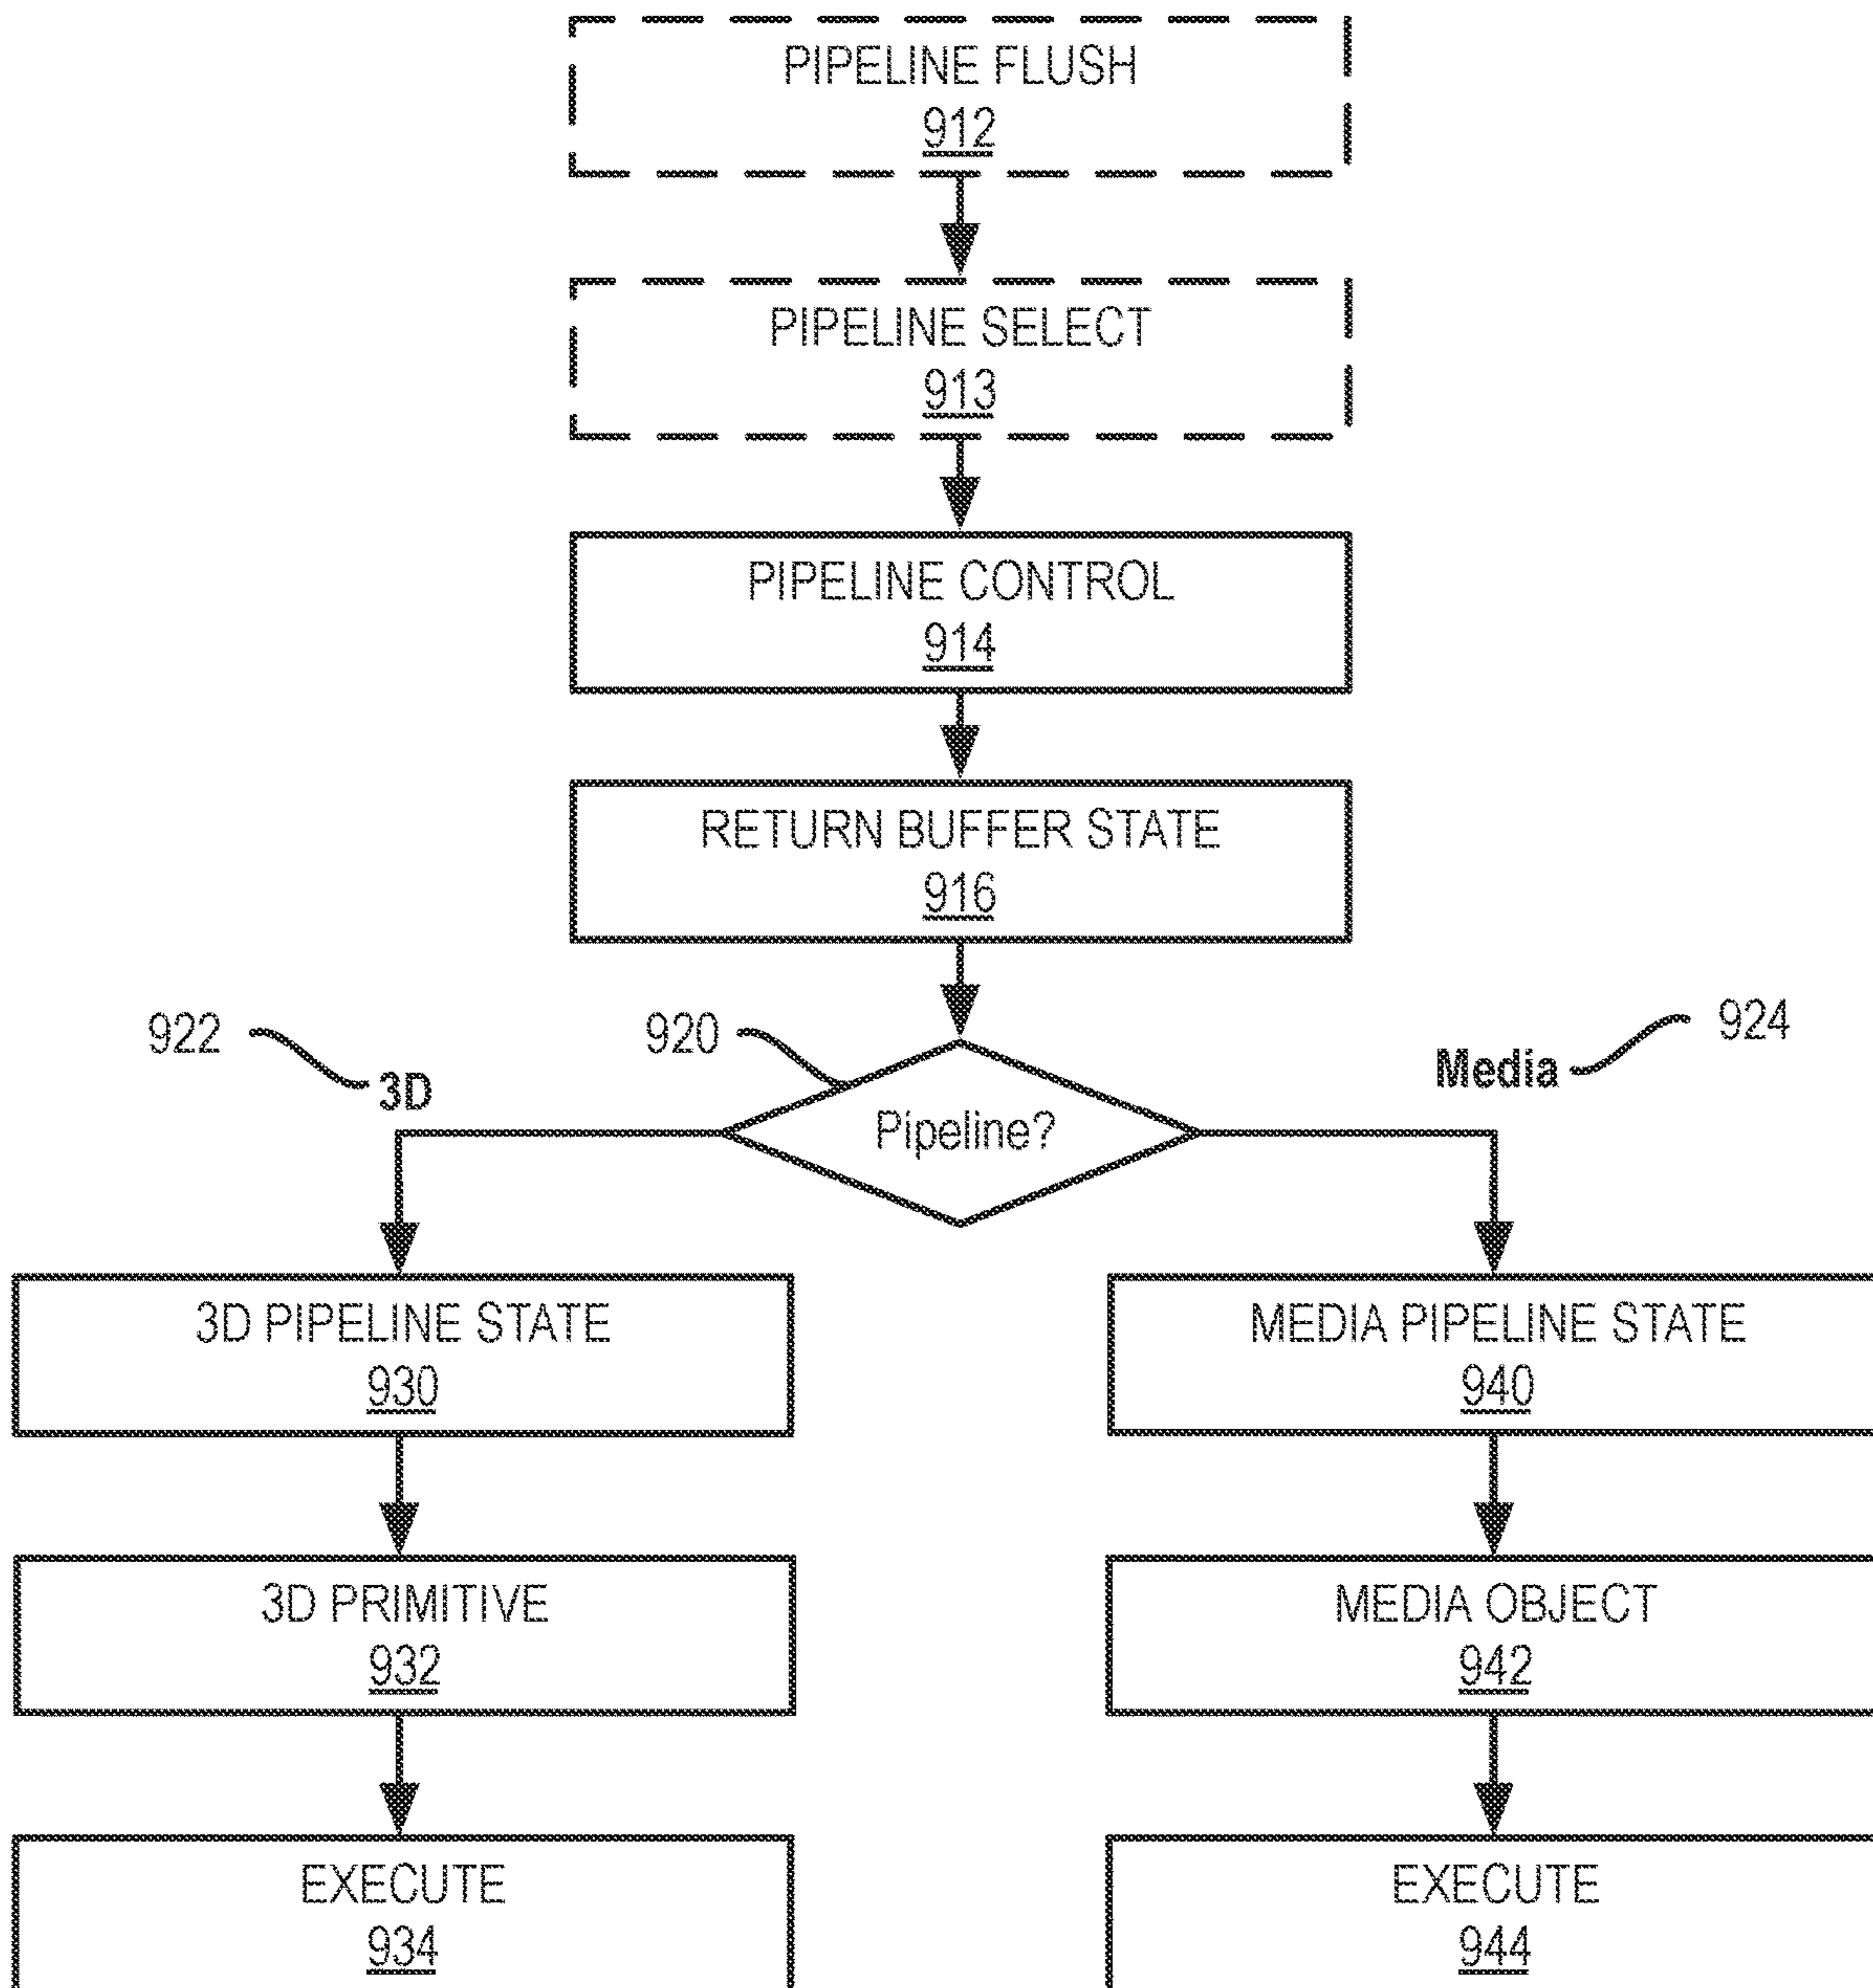 PIPELINE FLUSH
912
PIPELINE SELECT
913
PIPELINE CONTROL
914
RETURN BUFFER STATE
916
922
920
924
3D
Media
Pipeline?
3D PIPELINE STATE
930
MEDIA PIPELINE STATE
940
3D PRIMITIVE
932
MEDIA OBJECT
942
EXECUTE
934
EXECUTE
944